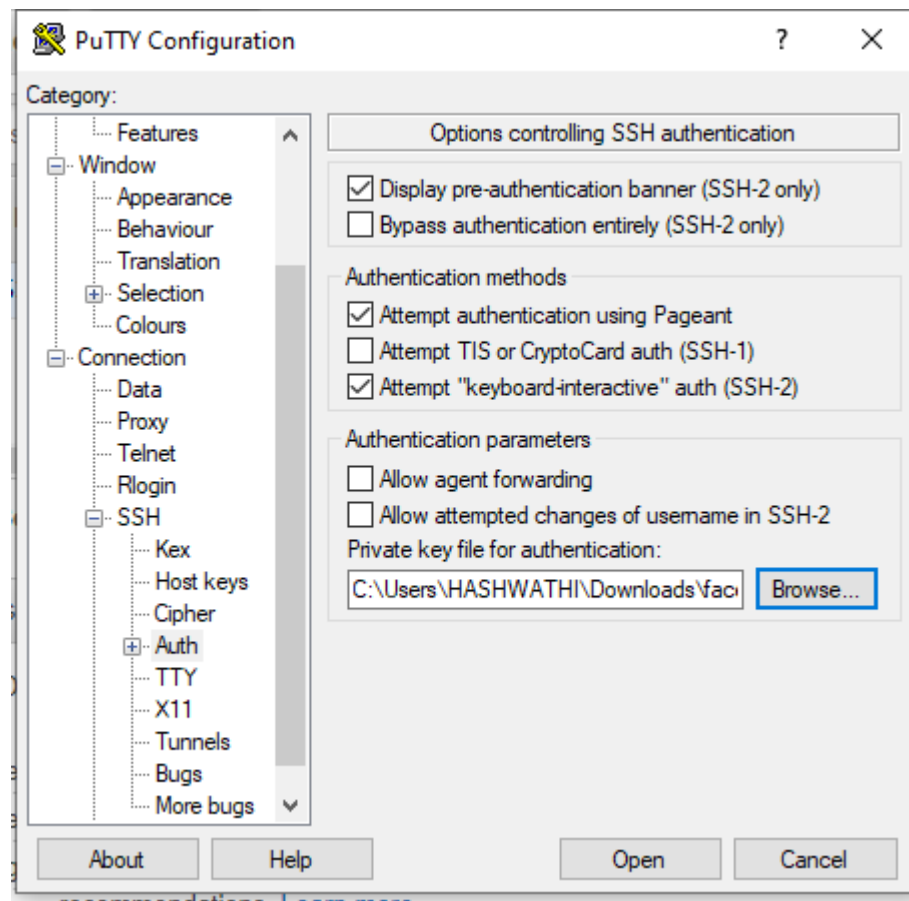 PuTTY Configuration
?
Category:
Features
Window
Appearance
Behaviour
Translation
Selection
Colours
Connection
Data
Proxy
Telnet
Rlogin
SSH
Kex
Host keys
Cipher
Auth
TTY
X11
Tunnels
Bugs
More bugs
Options controlling SSH authentication
Display pre-authentication banner (SSH-2 only)
Bypass authentication entirely (SSH-2 only)
Authentication methods
Attempt authentication using Pageant
Attempt TIS or CryptoCard auth (SSH-1)
Attempt "keyboard-interactive" auth (SSH-2)
Authentication parameters
Allow agent forwarding
Allow attempted changes of username in SSH-2
Private key file for authentication:
C:\Users\HASHWATHI\Downloads\fac
Browse...
About
Help
Open
Cancel
recommendations. Learn more